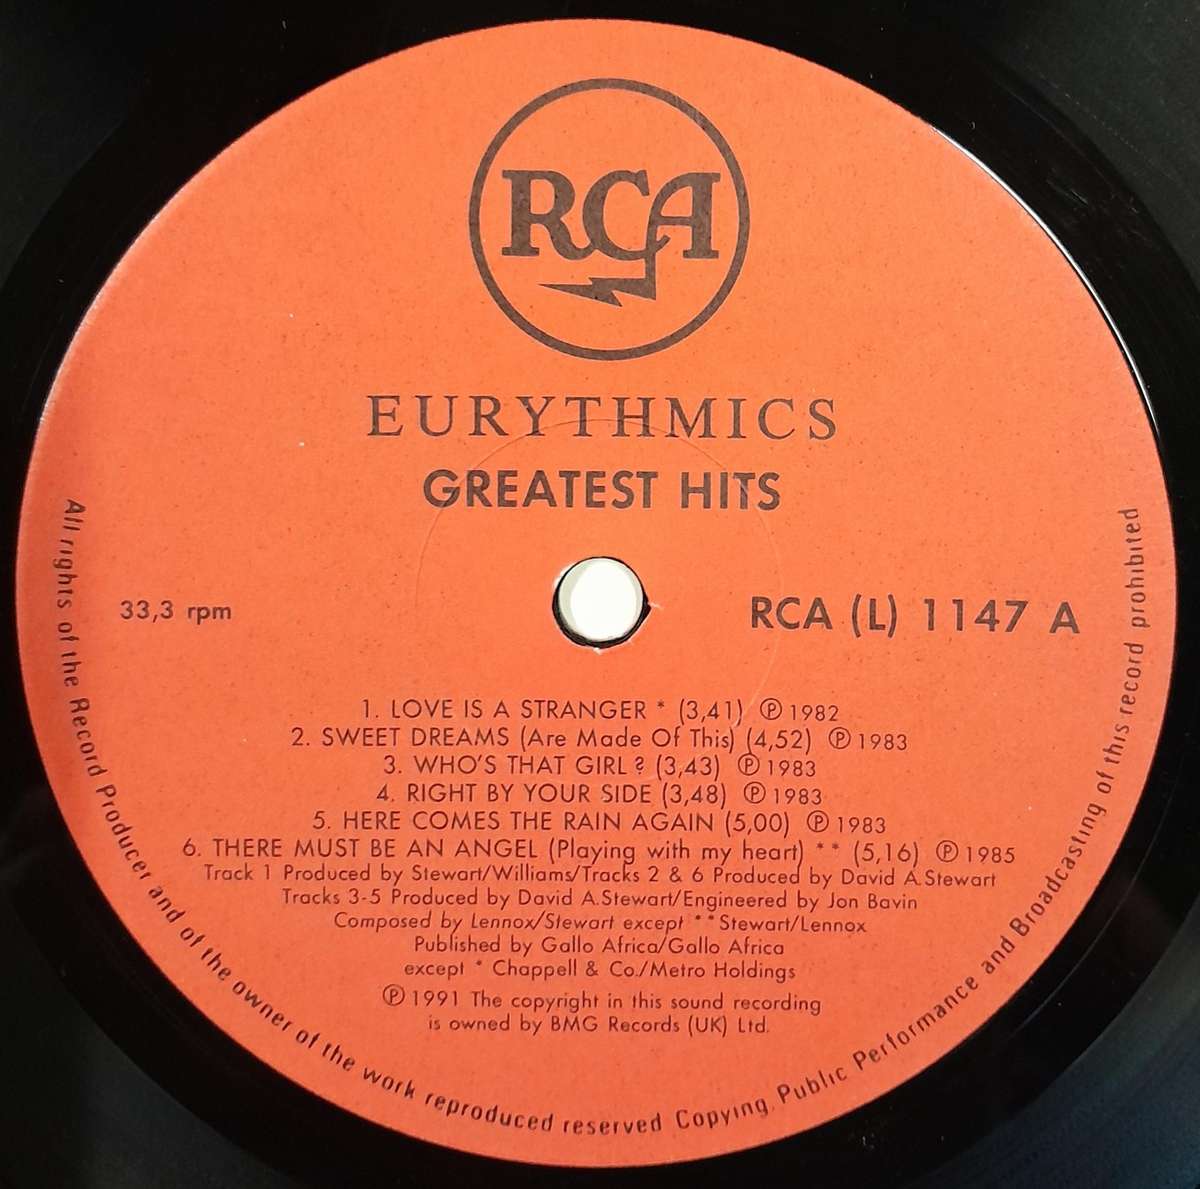 RCA
EURYTHMICS
GREATEST HITS
33,3 rpm
RCA (L) 1147 A
1. LOVE IS A STRANGER * (3,41) ℗ 1982
2. SWEET DREAMS (Are Made Of This) (4,52) ℗ 1983
3. WHO'S THAT GIRL? (3,43) ℗ 1983
4. RIGHT BY YOUR SIDE (3,48) ℗ 1983
5. HERE COMES THE RAIN AGAIN (5,00) ℗ 1983
6. THERE MUST BE AN ANGEL (Playing with my heart) ** (5,16) ℗ 1985
Track 1 Produced by Stewart/Williams/Tracks 2 & 6 Produced by David A.Stewart
Tracks 3-5 Produced by David A.Stewart/Engineered by Jon Bavin
Composed by Lennox/Stewart except **Stewart/Lennox
Published by Gallo Africa/Gallo Africa
except * Chappell & Co./Metro Holdings
℗ 1991 The copyright in this sound recording
is owned by BMG Records (UK) Ltd.
All rights of the Record Producer and of the owner of the work reproduced reserved Copying, Public Performance and Broadcasting of this record prohibited